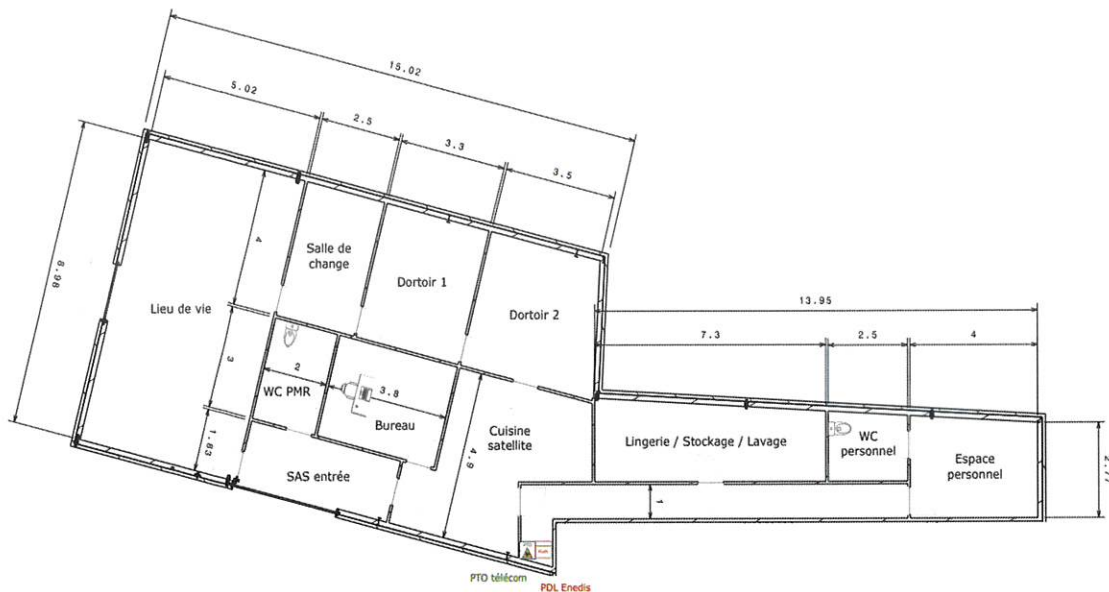 15.02
5.02
2.5
3.3
3.5
8.98
4
Salle de
change
Dortoir 1
Lieu de vie
Dortoir 2
13.95
7.3
2.5
4
3
2
WC PMR
3.8
Bureau
1.83
Cuisine
satellite
4.9
Lingerie / Stockage / Lavage
WC
personnel
Espace
personnel
2.77
SAS entrée
1
PTO télécom
PDL Enedis